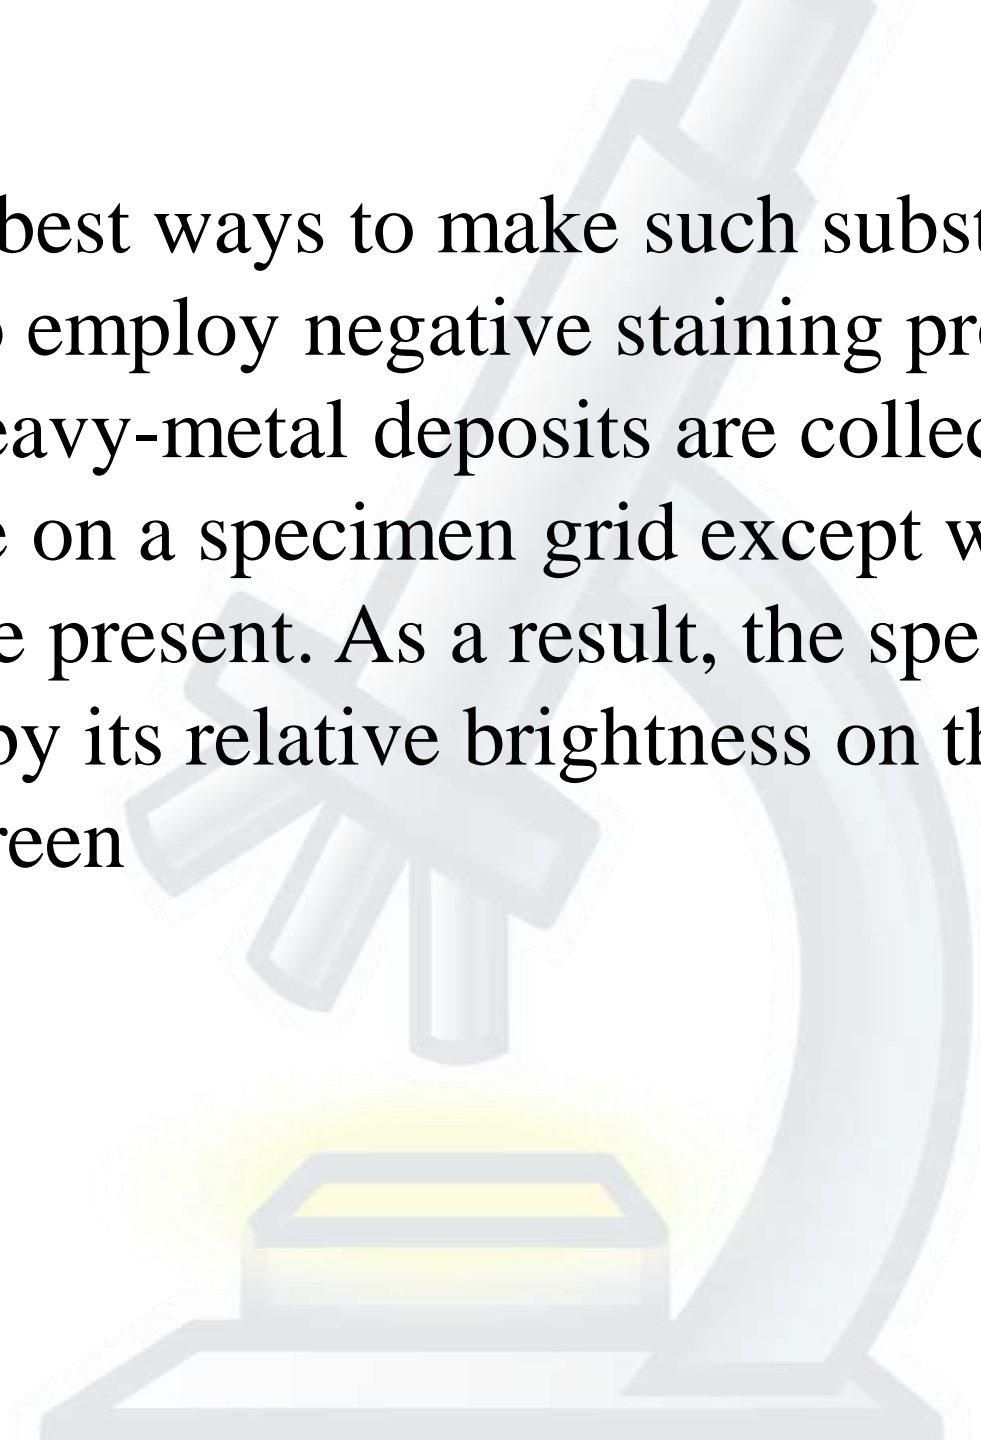 best ways to make such subst
employ negative staining pr
eavy-metal deposits are collec
e on a specimen grid except w
e present. As a result, the spe
by its relative brightness on th
reen